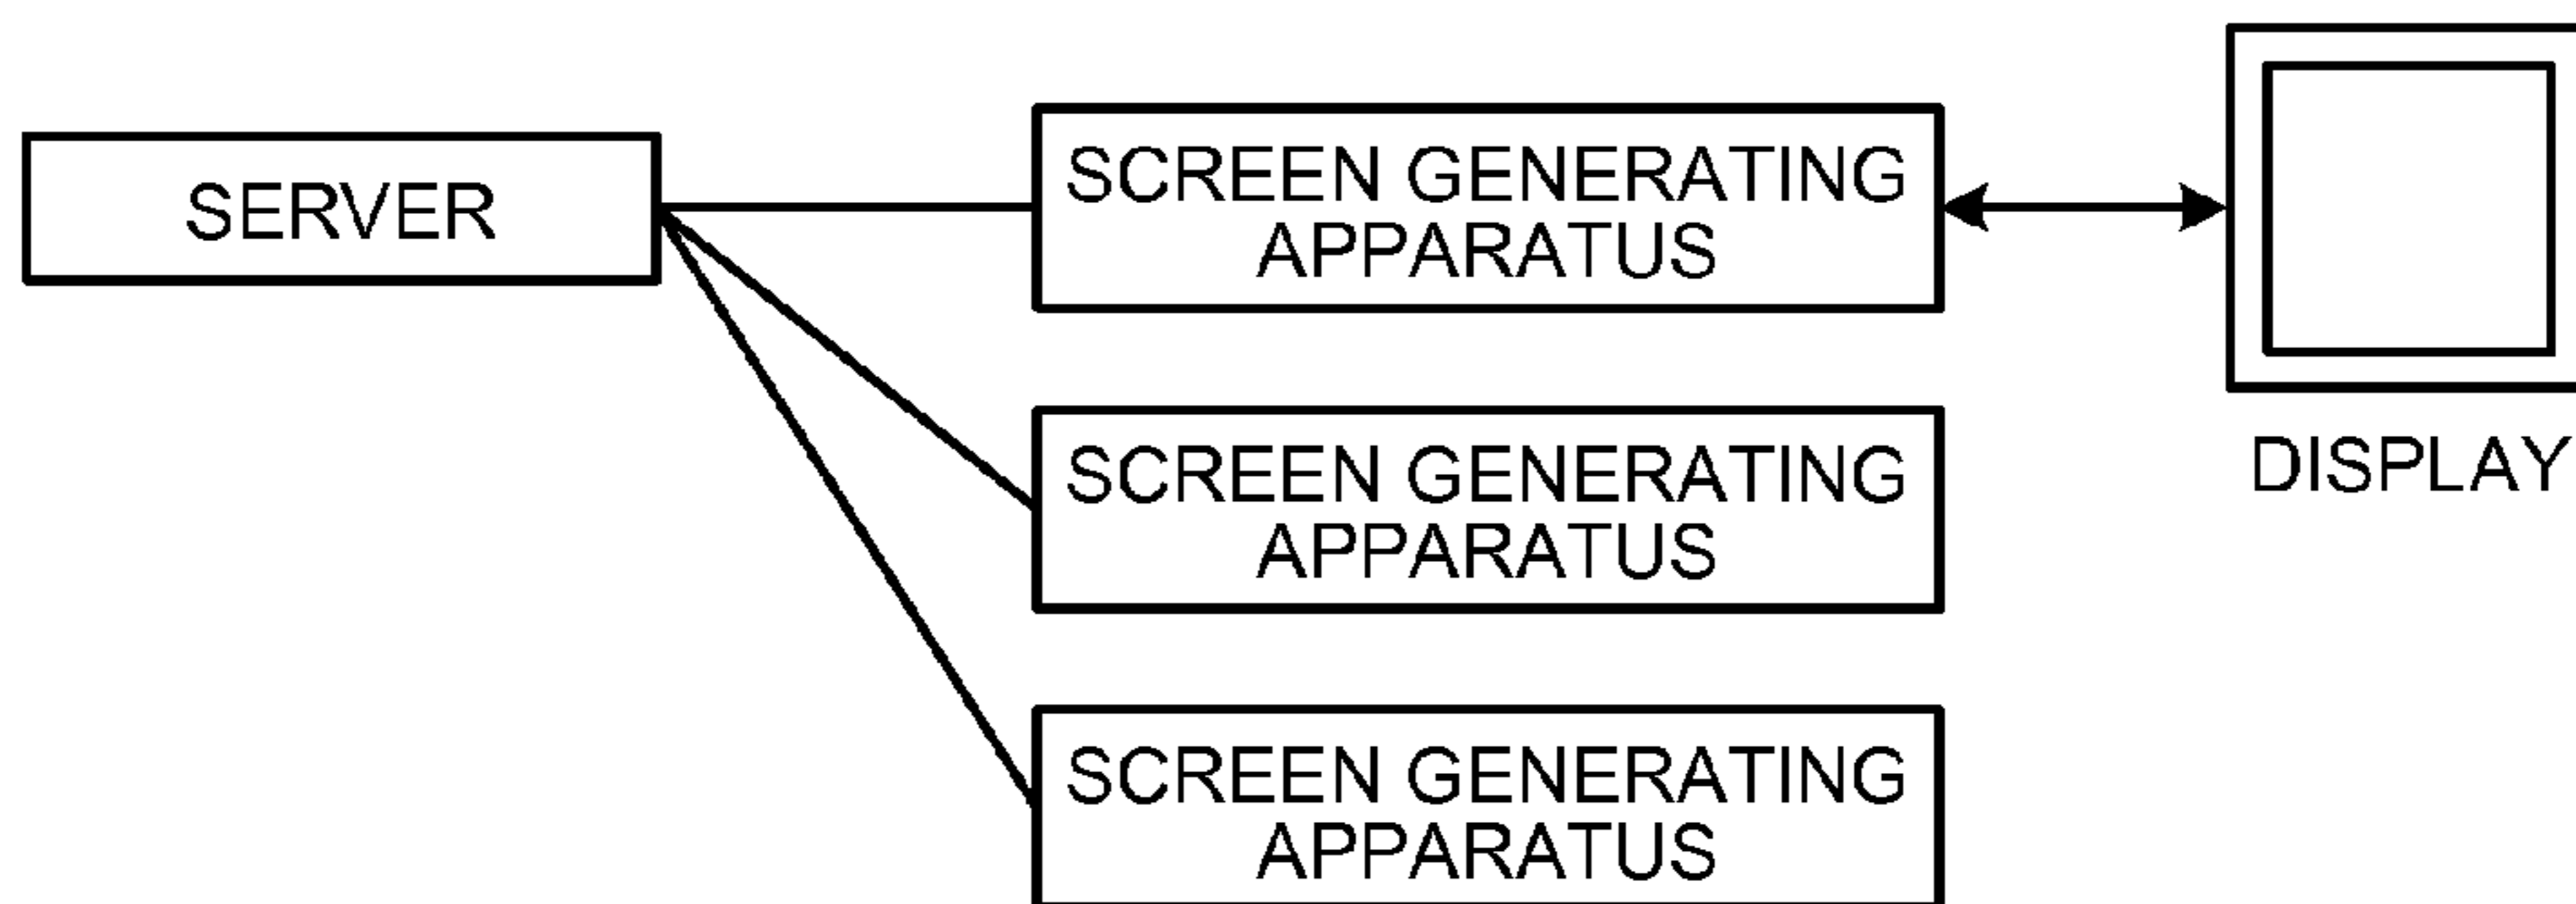 SERVER
SCREEN GENERATING
APPARATUS
DISPLAY
SCREEN GENERATING
APPARATUS
SCREEN GENERATING
APPARATUS